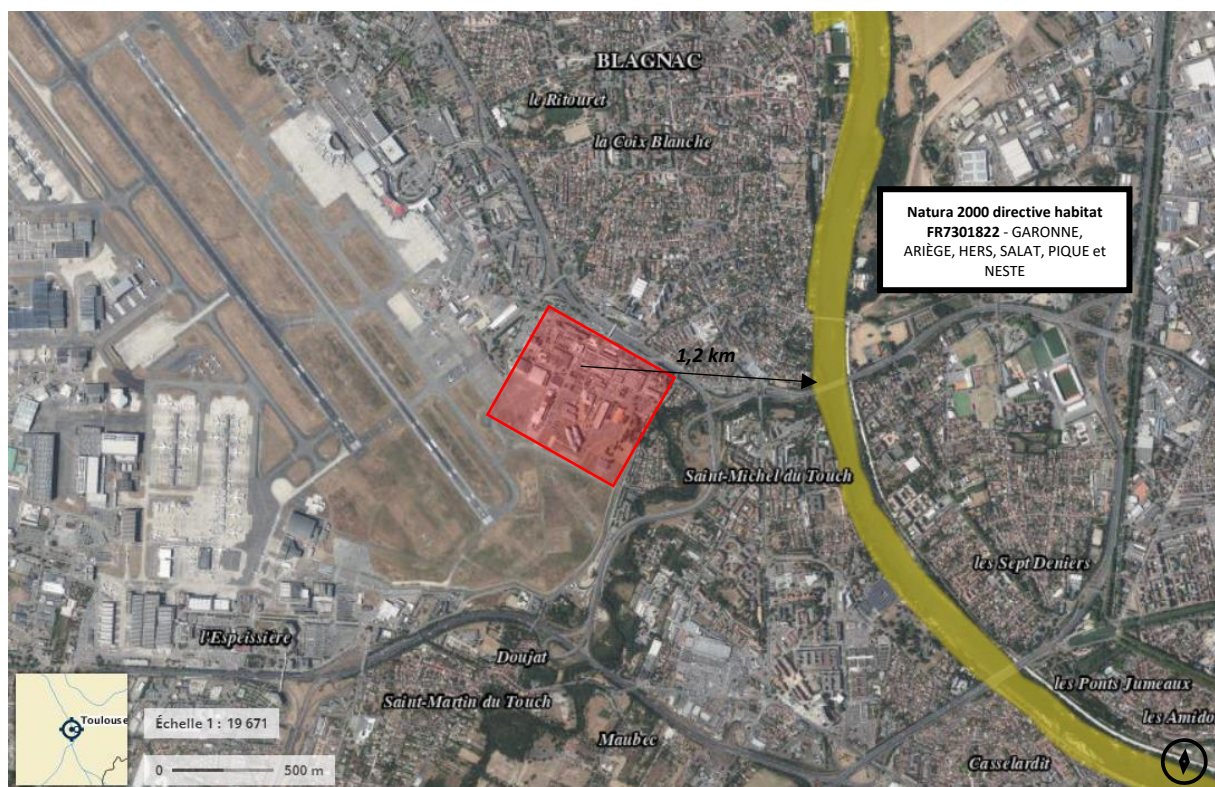 BLAGNAC
le Ritouret
la Coix Blanche
Natura 2000 directive habitat
FR7301822 - GARONNE,
ARIÈGE, HERS, SALAT, PIQUE et
NESTE
1,2 km
Saint-Michel du Touch
les Sept Deniers
l'Espeissière
Doujat
les Ponts Jumeaux
Saint-Martin du Touch
les Amido
Toulouse
Échelle 1 : 19 671
Maubec
Casselardit
0 500 m